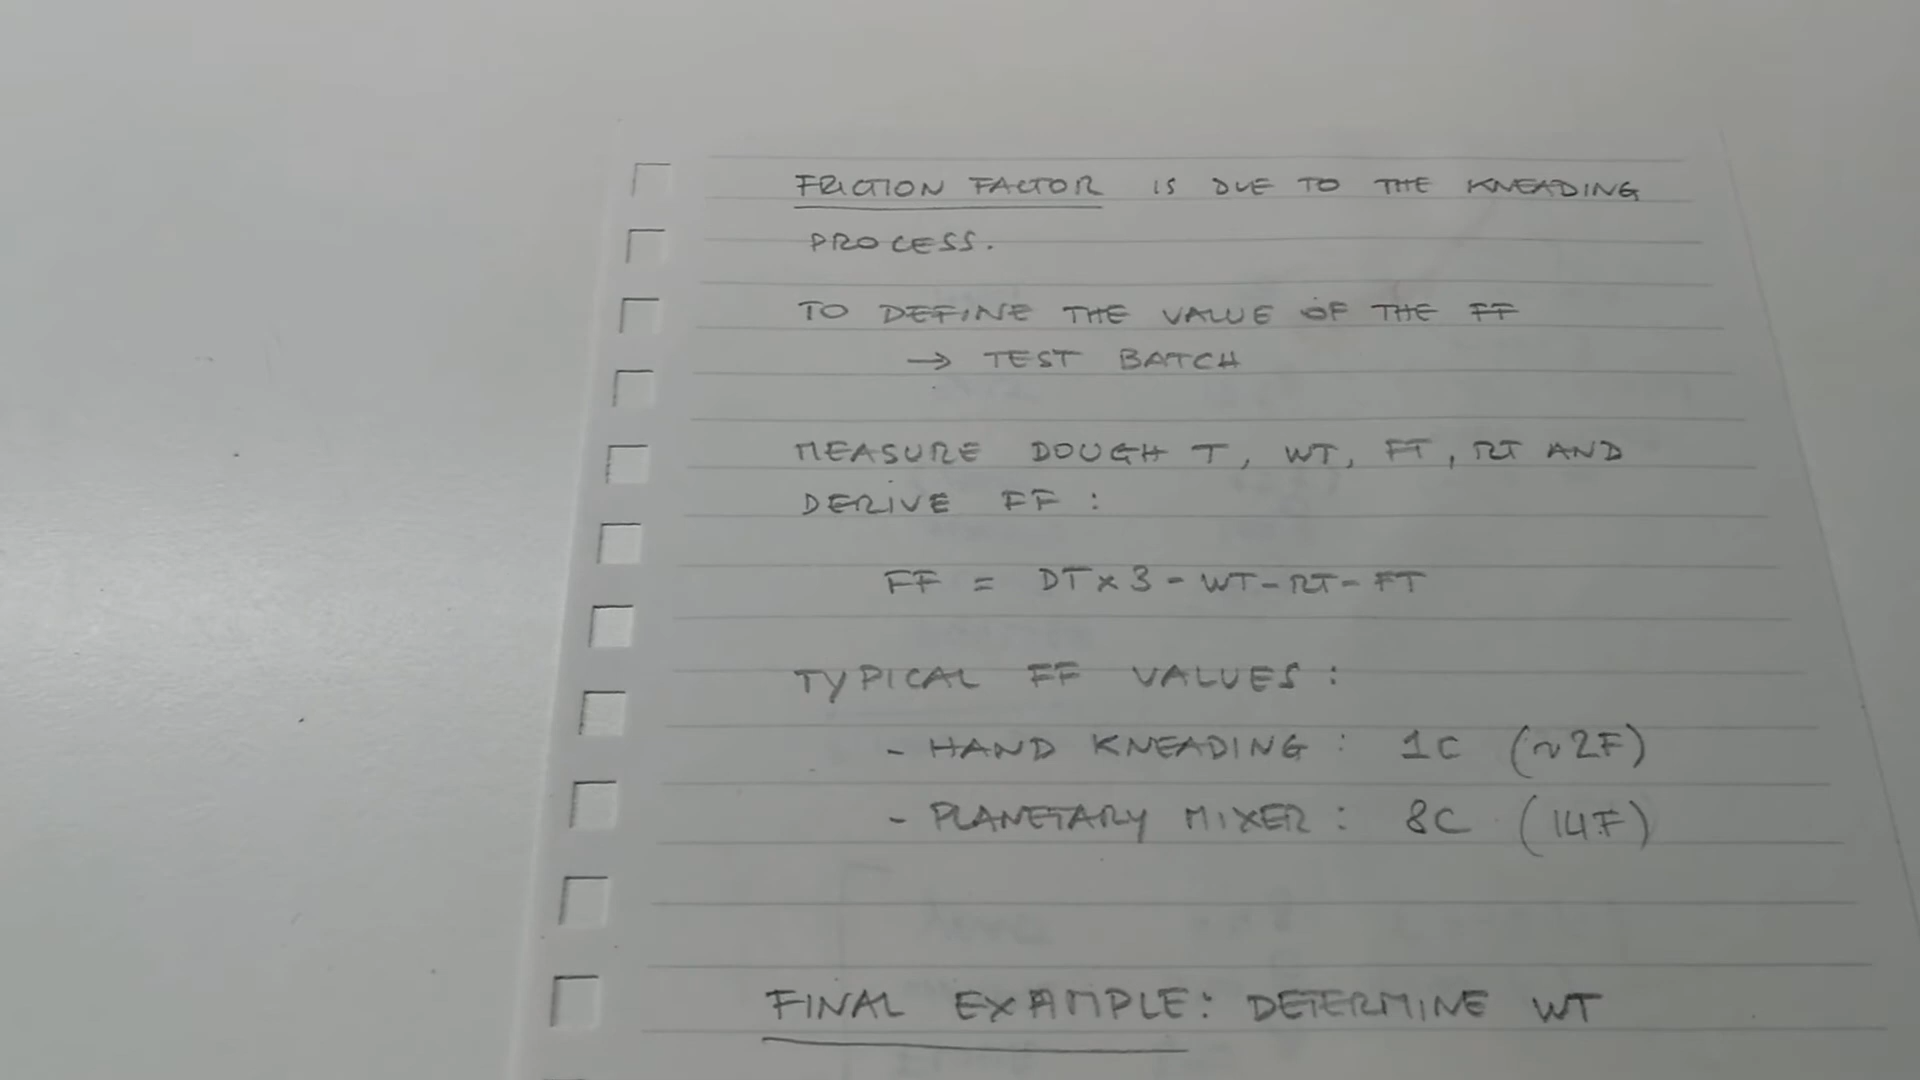 FRICTION FACTOR IS DUE TO THE KNEADING
PROCESS.
TO DEFINE THE VALUE OF THE FF
→ TEST BATCH
MEASURE DOUGH T, WT, FT, RT AND
DERIVE FF :
FF = DT x 3 - WT - RT - FT
TYPICAL FF VALUES :
- HAND KNEADING : 1C (~2F)
- PLANETARY MIXER : 8C (14F)
FINAL EXAMPLE : DETERMINE WT